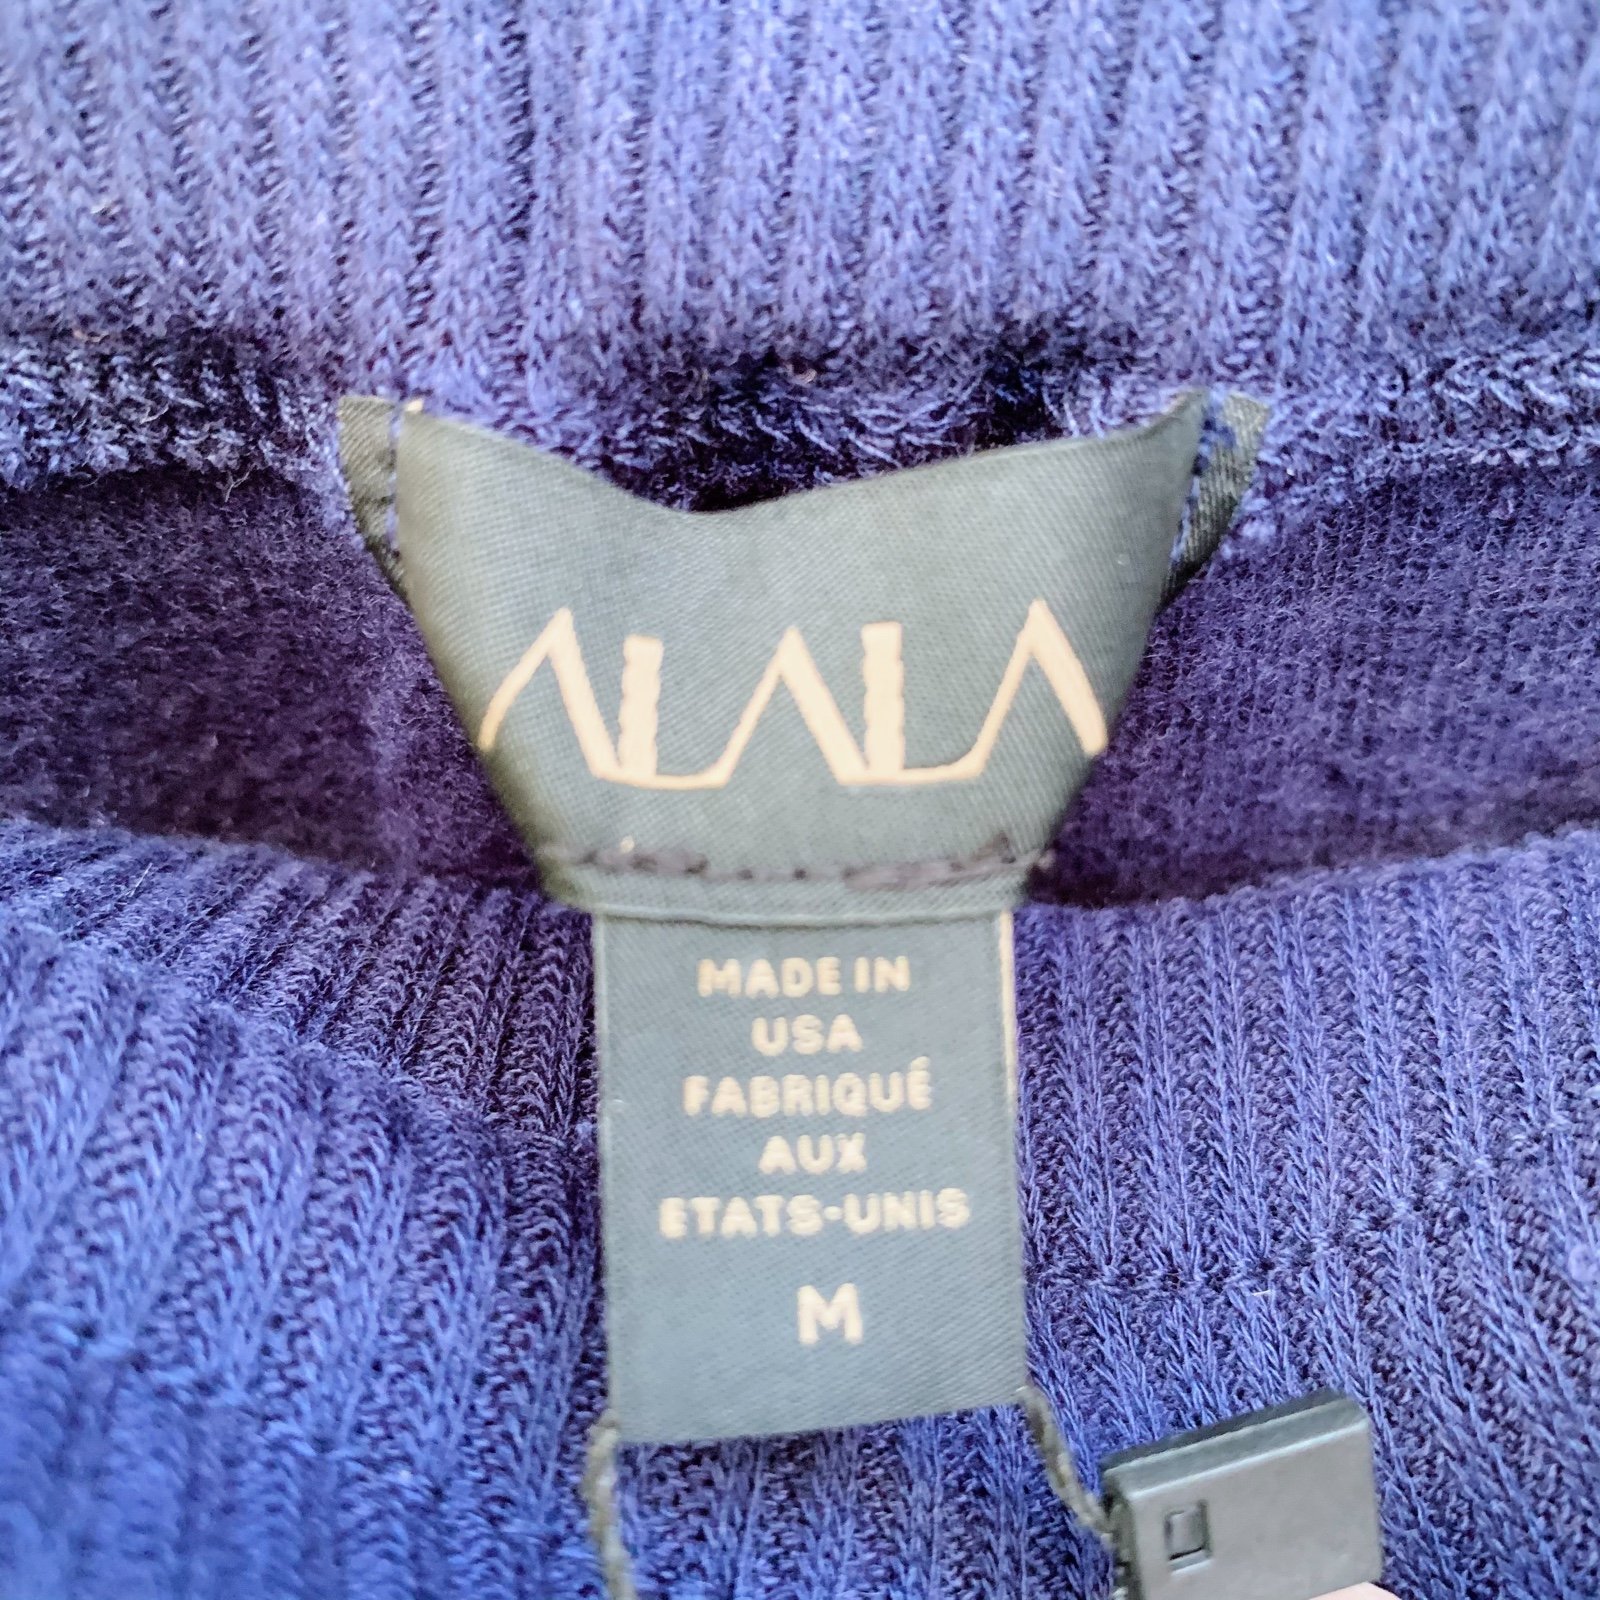 ALALA
MADE IN
USA
FABRIQUÉ
AUX
ETATS-UNIS
M